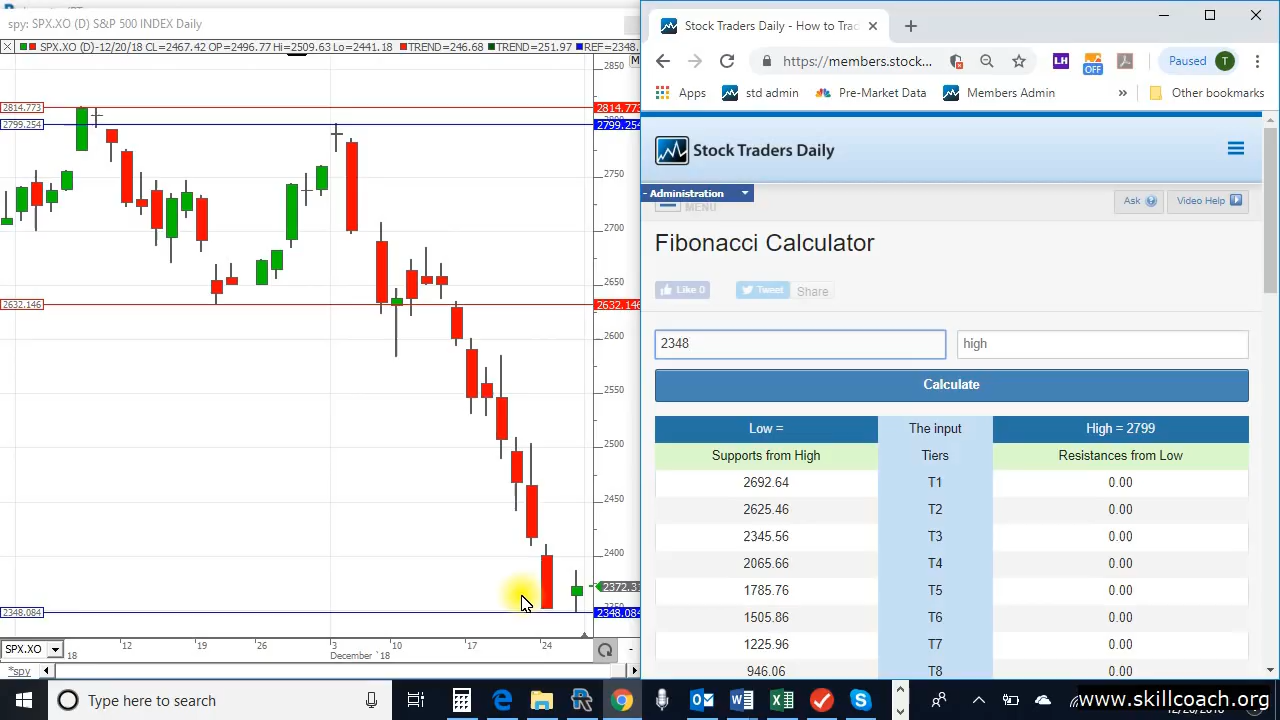 spy: SPX.XO (D) S&P 500 INDEX Daily
SPX.XO (D)-12/20/18 CL=2467.42 OP=2496.77 Hi=2509.63 Lo=2441.18 TREND=246.68 TREND=251.97 REF=2348.
2850
2814.773 2814.773
2799.254 2799.254
2750
2700
2650
2632.146 2632.146
2600
2550
2500
2450
2400
2372.3
2348.084 2348.084
SPX.XO
18 12 19 26 3 10 17 24
December `18
*spy
Stock Traders Daily - How to Trad
https://members.stock...
LH
OFF
Paused
T
Apps std admin Pre-Market Data Members Admin » Other bookmarks
Stock Traders Daily
- Administration
MENU
Ask Video Help
Fibonacci Calculator
Like 0 Tweet Share
2348 high
Calculate
Low = The input High = 2799
Supports from High Tiers Resistances from Low
2692.64 T1 0.00
2625.46 T2 0.00
2345.56 T3 0.00
2065.66 T4 0.00
1785.76 T5 0.00
1505.86 T6 0.00
1225.96 T7 0.00
946.06 T8 0.00
Type here to search
www.skillcoach.org